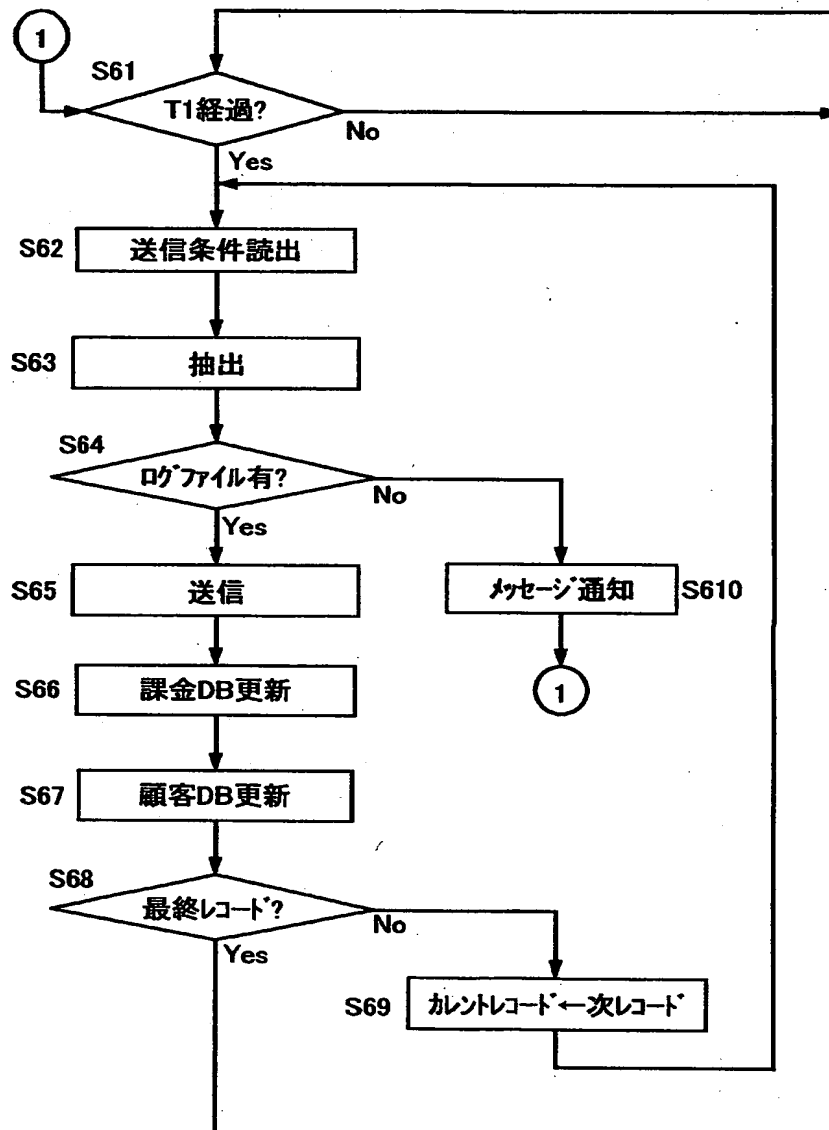 1
S61
T1経過?
No
Yes
S62
送信条件読出
S63
抽出
S64
ログファイル有?
No
Yes
S65
送信
メッセージ通知
S610
S66
課金DB更新
1
S67
顧客DB更新
S68
最終レコード?
No
Yes
S69
カレントレコード←次レコード